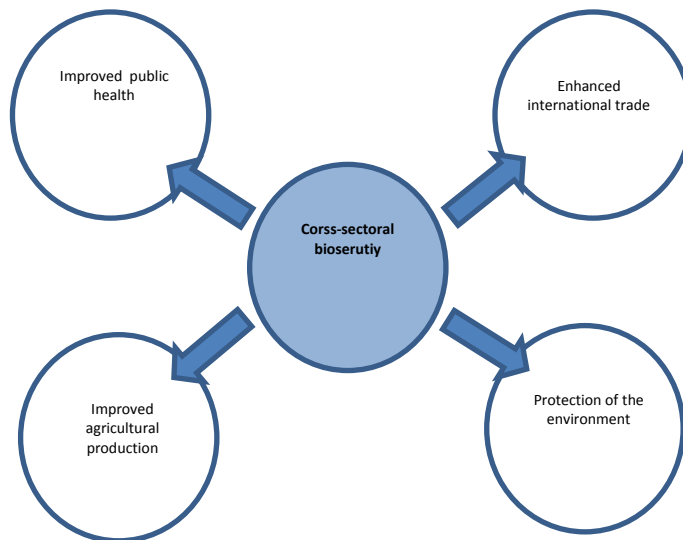 Improved public
health
Enhanced
international trade
Corss-sectoral
bioserutiy
Improved
agricultural
production
Protection of the
environment